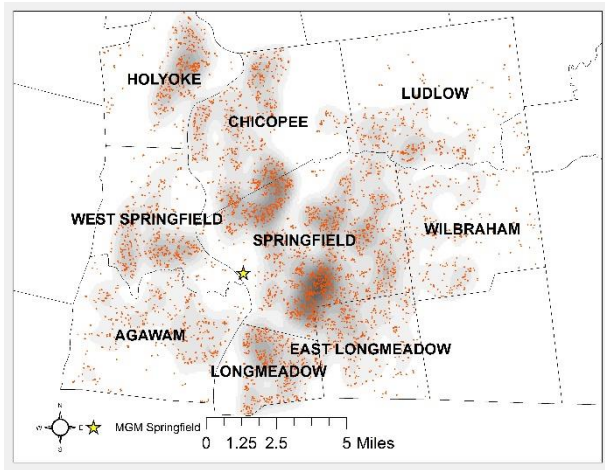 HOLYOKE
LUDLOW
CHICOPEE
WEST SPRINGFIELD
SPRINGFIELD
WILBRAHAM
AGAWAM
EAST LONGMEADOW
LONGMEADOW
N
W E MGM Springfield
S
0 1.25 2.5 5 Miles